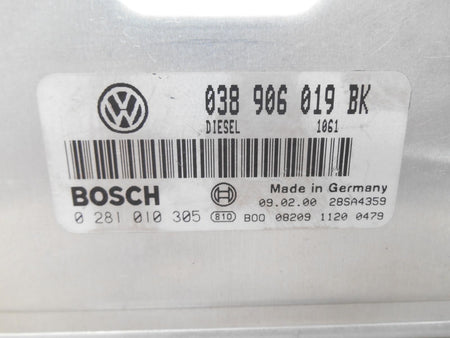 038 906 019 BK
DIESEL 1061
BOSCH Made in Germany
09.02.00 28SA4359
0 281 010 305 810 B00 08209 1120 0479